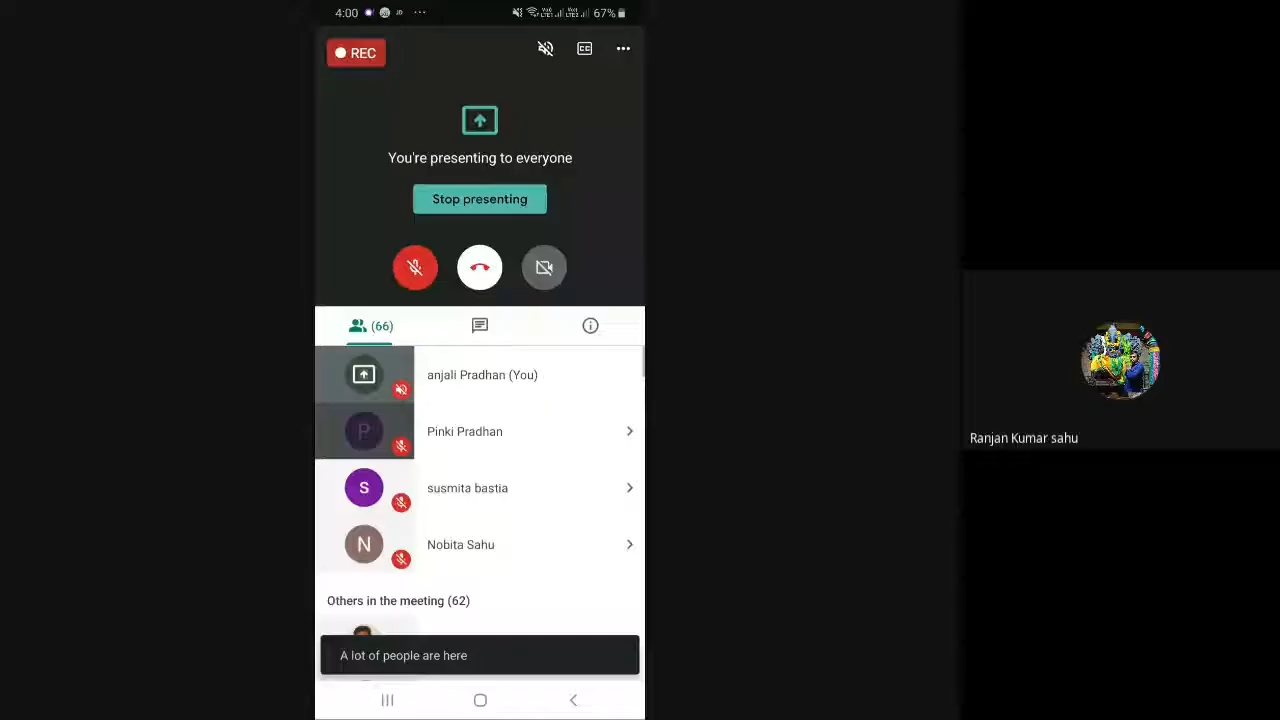 4:00
67%
REC
You're presenting to everyone
Stop presenting
(66)
anjali Pradhan (You)
P
Pinki Pradhan
S
susmita bastia
N
Nobita Sahu
Others in the meeting (62)
A lot of people are here
Ranjan Kumar sahu